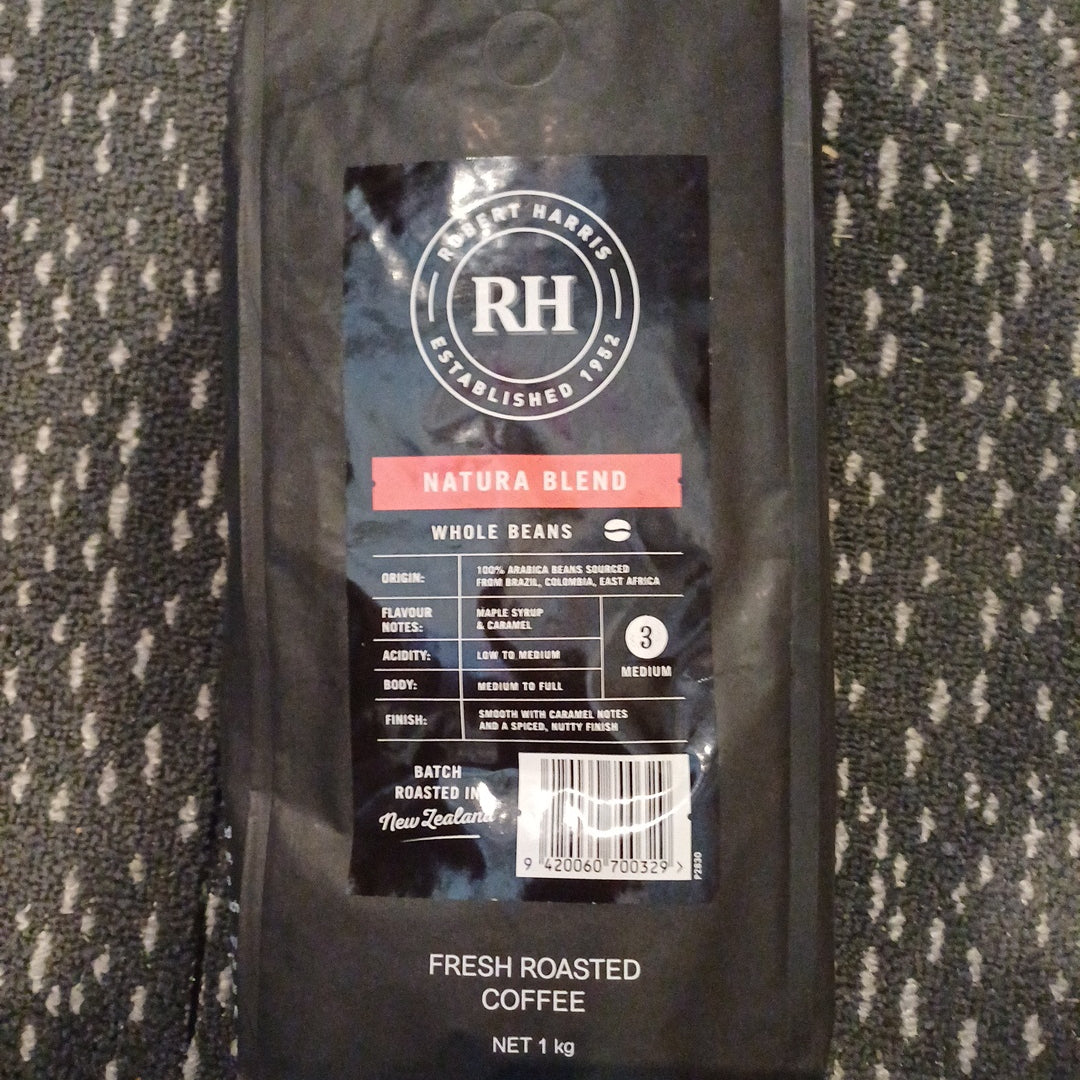 ROBERT HARRIS
RH
ESTABLISHED 1952
NATURA BLEND
WHOLE BEANS
ORIGIN:
100% ARABICA BEANS SOURCED
FROM BRAZIL, COLOMBIA, EAST AFRICA
FLAVOUR
NOTES:
MAPLE SYRUP
& CARAMEL
3
MEDIUM
ACIDITY:
LOW TO MEDIUM
BODY:
MEDIUM TO FULL
FINISH:
SMOOTH WITH CARAMEL NOTES
AND A SPICED, NUTTY FINISH
BATCH
ROASTED IN
New Zealand
9 420060 700329 >
P2830
FRESH ROASTED
COFFEE
NET 1 kg